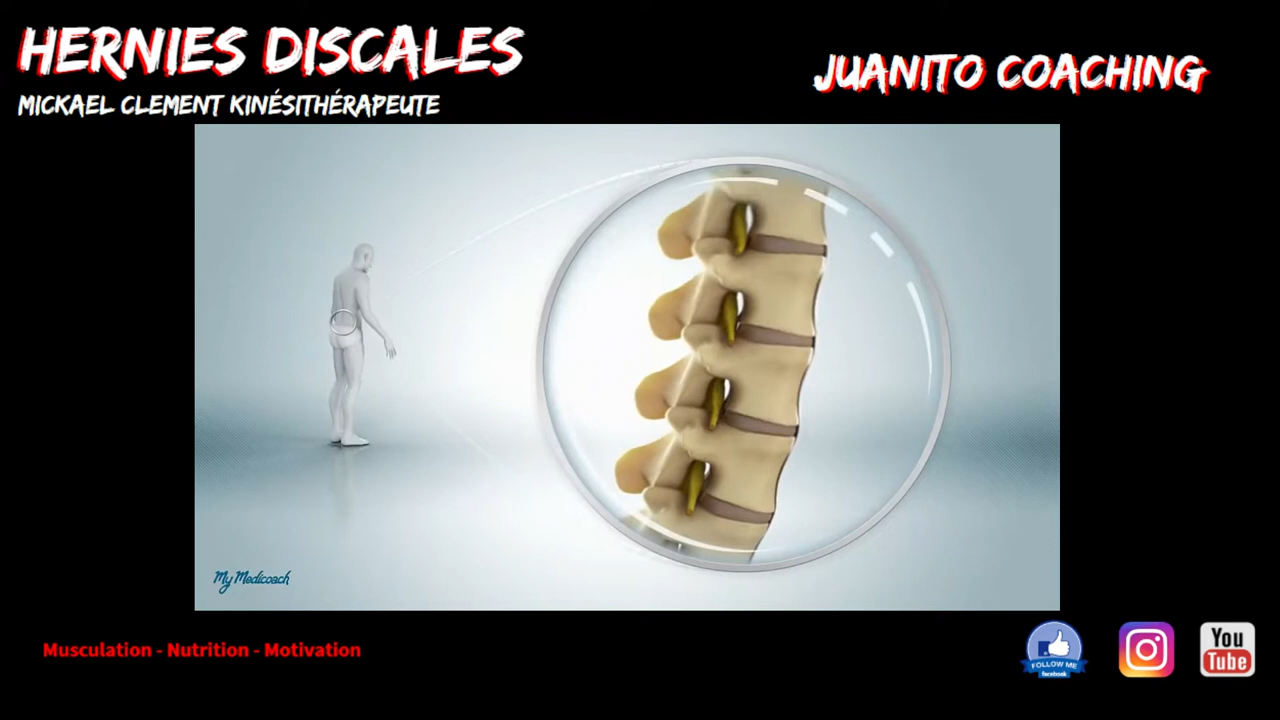 HERNIES DISCALES
MICKAEL CLEMENT KINÉSITHÉRAPEUTE
JUANITO COACHING
My Medicoach
Musculation - Nutrition - Motivation
FOLLOW ME
facebook
You
Tube